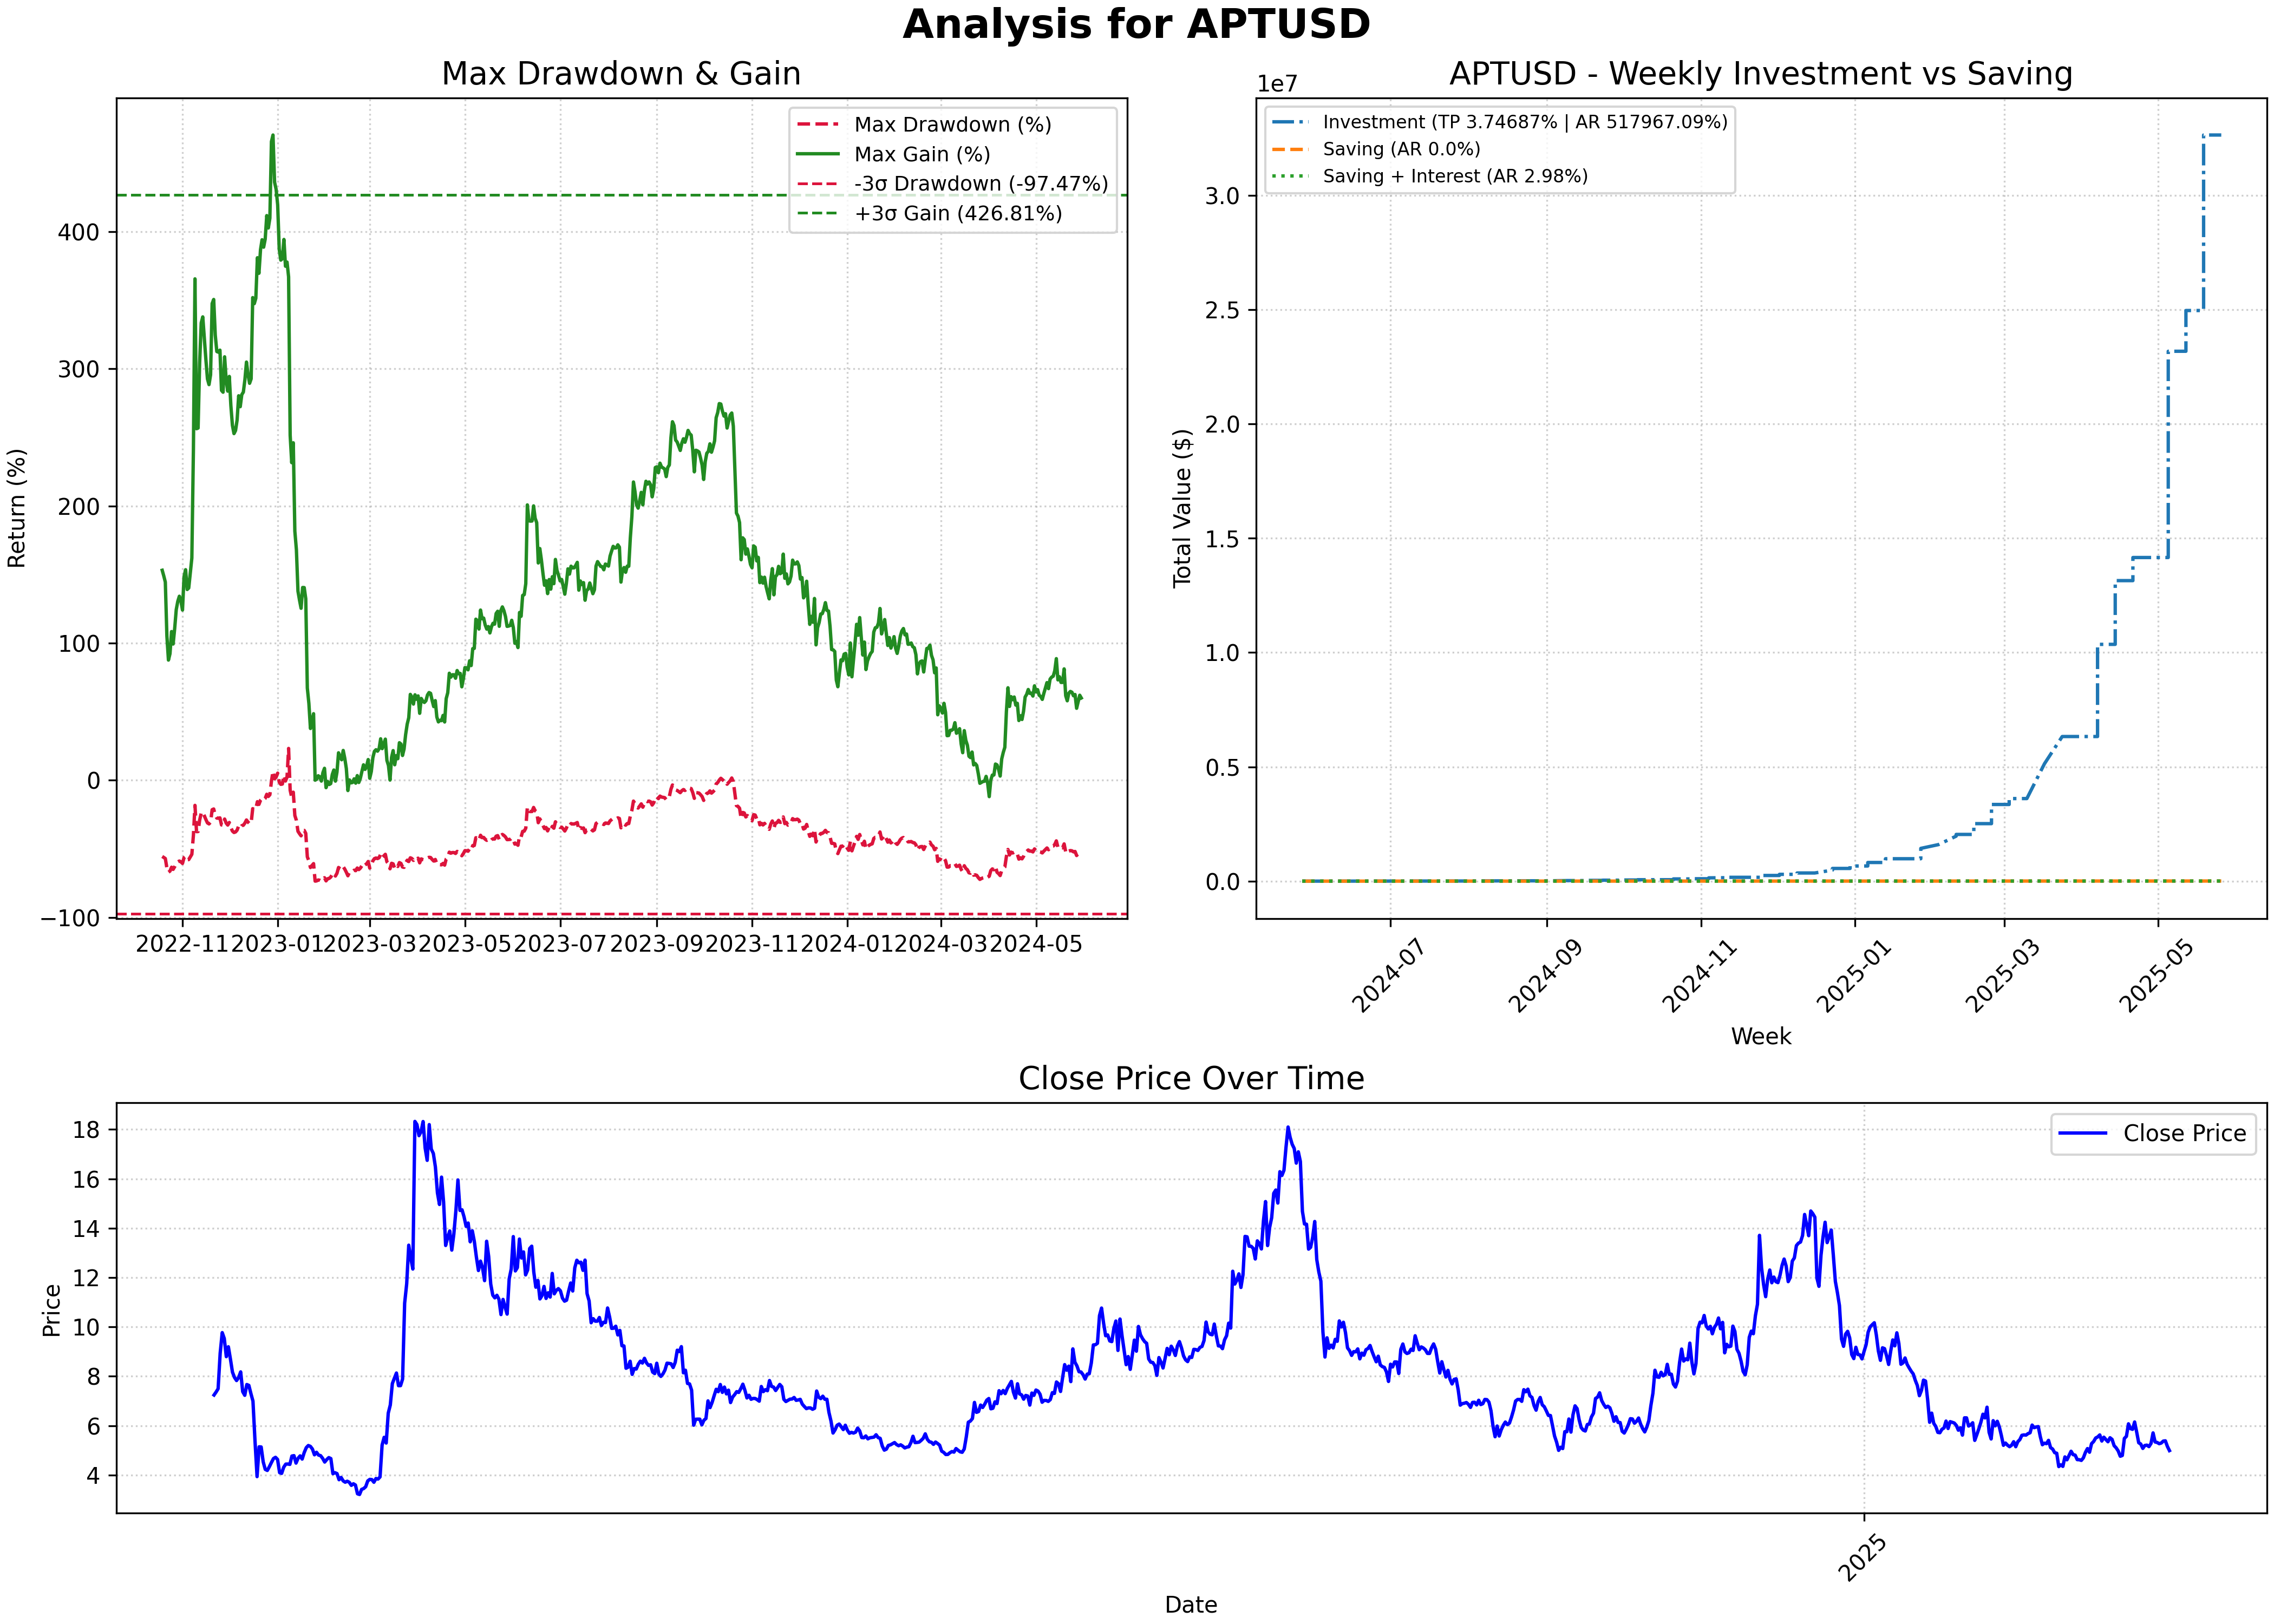 Analysis for APTUSD
Max Drawdown & Gain
Return (%)
400
300
200
100
0
−100
2022-11
2023-01
2023-03
2023-05
2023-07
2023-09
2023-11
2024-01
2024-03
2024-05
Max Drawdown (%)
Max Gain (%)
-3σ Drawdown (-97.47%)
+3σ Gain (426.81%)
APTUSD - Weekly Investment vs Saving
1e7
Total Value ($)
3.0
2.5
2.0
1.5
1.0
0.5
0.0
Investment (TP 3.74687% | AR 517967.09%)
Saving (AR 0.0%)
Saving + Interest (AR 2.98%)
2024-07
2024-09
2024-11
2025-01
2025-03
2025-05
Week
Close Price Over Time
Price
18
16
14
12
10
8
6
4
Close Price
2025
Date